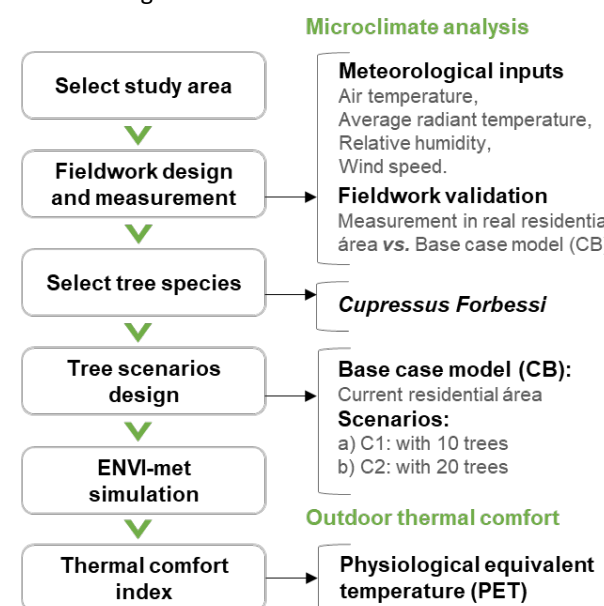 Microclimate analysis
Select study area
Meteorological inputs
Air temperature,
Average radiant temperature,
Relative humidity,
Wind speed.
Fieldwork design
and measurement
Fieldwork validation
Measurement in real residentia
área vs. Base case model (CB
Select tree species
Cupressus Forbessi
Tree scenarios
design
Base case model (CB):
Current residential área
Scenarios:
a) C1: with 10 trees
b) C2: with 20 trees
ENVI-met
simulation
Outdoor thermal comfort
Thermal comfort
index
Physiological equivalent
temperature (PET)